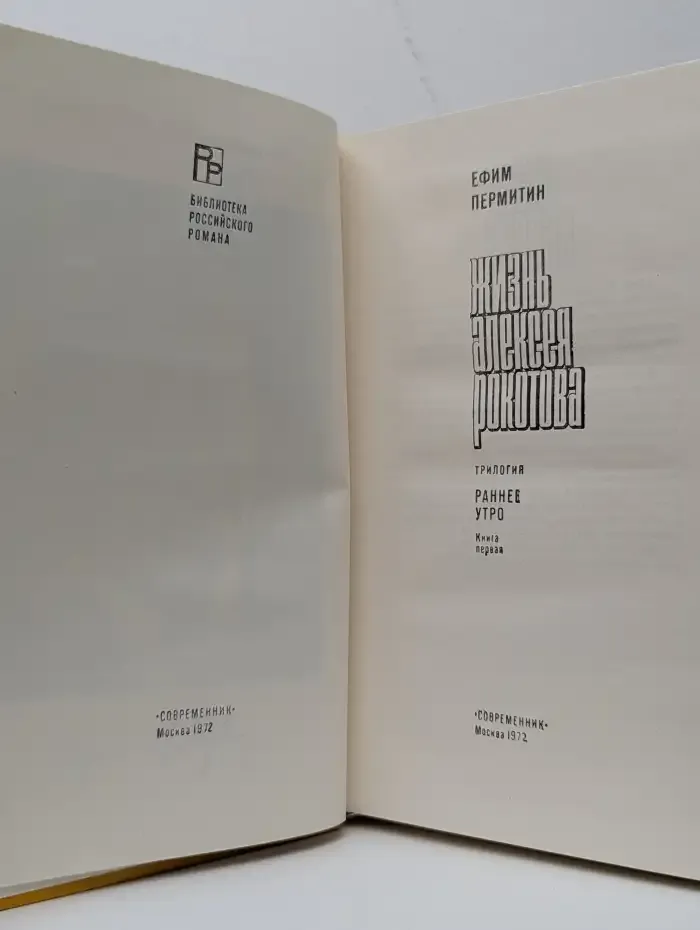 РР
БИБЛИОТЕКА
РОССИЙСКОГО
РОМАНА
«СОВРЕМЕННИК»
Москва 1972
ЕФИМ
ПЕРМИТИН
жизнь
алексея
рокотова
ТРИЛОГИЯ
РАННЕЕ
УТРО
Книга
первая
«СОВРЕМЕННИК»
Москва 1972